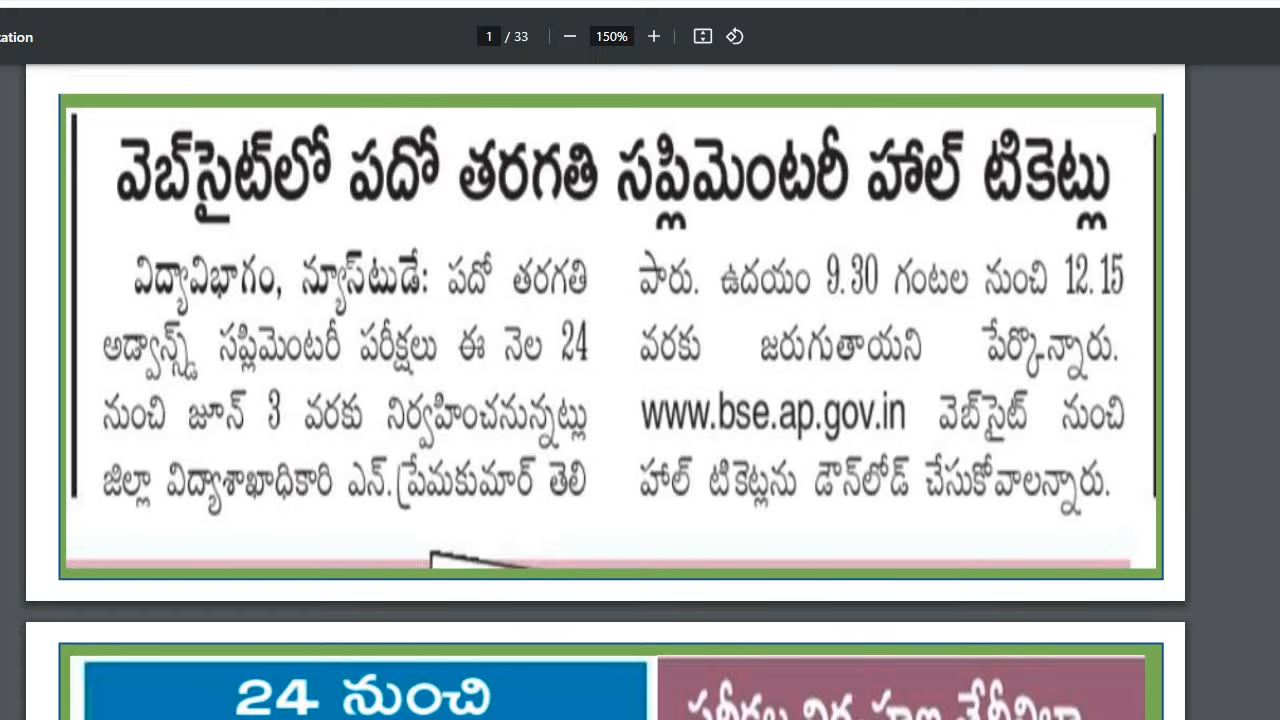 ation
1 / 33
150%
వెబ్‌సైట్‌లో పదో తరగతి సప్లిమెంటరీ హాల్ టికెట్లు
విద్యావిభాగం, న్యూస్‌టుడే: పదో తరగతి
అడ్వాన్స్డ్ సప్లిమెంటరీ పరీక్షలు ఈ నెల 24
నుంచి జూన్ 3 వరకు నిర్వహించనున్నట్లు
జిల్లా విద్యాశాఖాధికారి ఎన్.ప్రేమకుమార్ తెలి
పారు. ఉదయం 9.30 గంటల నుంచి 12.15
వరకు జరుగుతాయని పేర్కొన్నారు.
www.bse.ap.gov.in వెబ్‌సైట్ నుంచి
హాల్ టికెట్లను డౌన్‌లోడ్ చేసుకోవాలన్నారు.
24 నుంచి